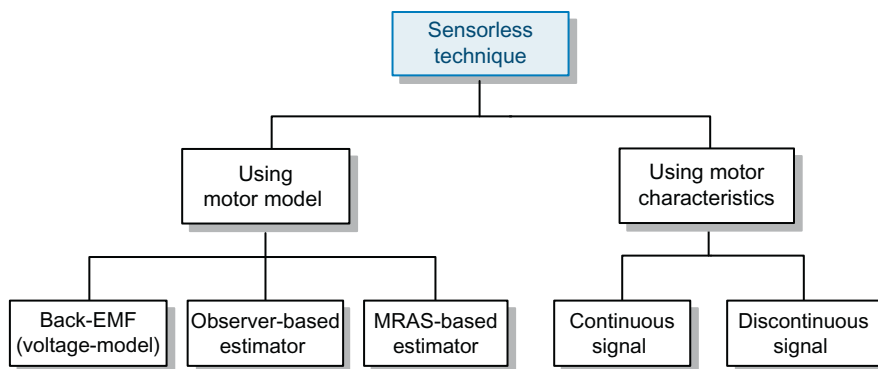 Sensorless
technique
Using
motor model
Using motor
characteristics
Back-EMF
(voltage-model)
Observer-based
estimator
MRAS-based
estimator
Continuous
signal
Discontinuous
signal